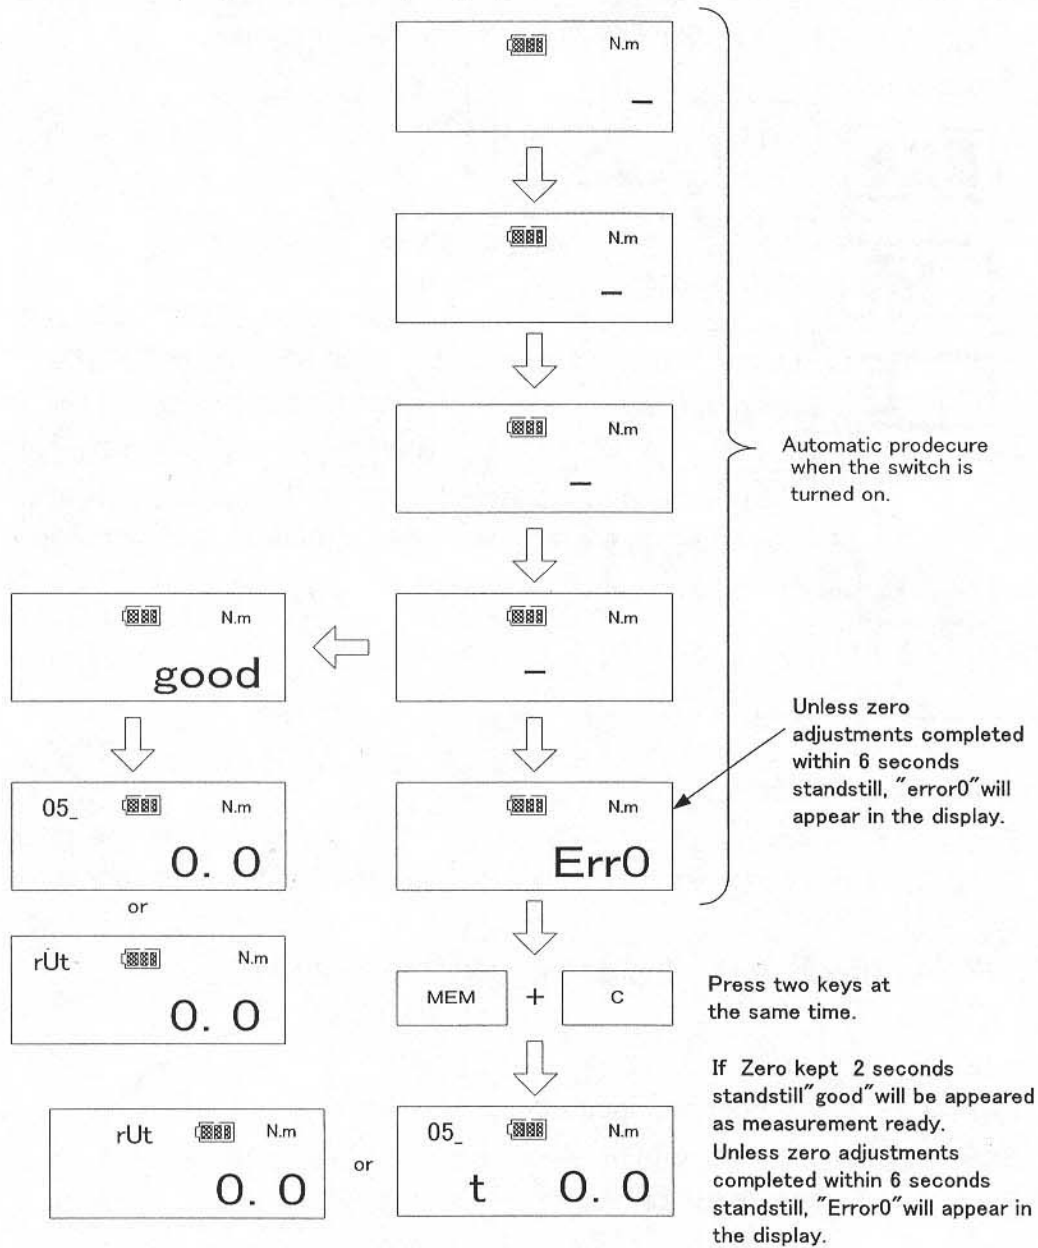 N.m
–
N.m
–
N.m
–
Automatic prodecure
when the switch is
turned on.
N.m
good
N.m
–
Unless zero
adjustments completed
within 6 seconds
standstill, "error0"will
appear in the display.
05_ N.m
0. 0
N.m
Err0
or
rUt N.m
0. 0
MEM + C
Press two keys at
the same time.
If Zero kept 2 seconds
standstill"good"will be appeared
as measurement ready.
Unless zero adjustments
completed within 6 seconds
standstill, "Error0"will appear in
the display.
rUt N.m
0. 0
or
05_ N.m
t 0. 0